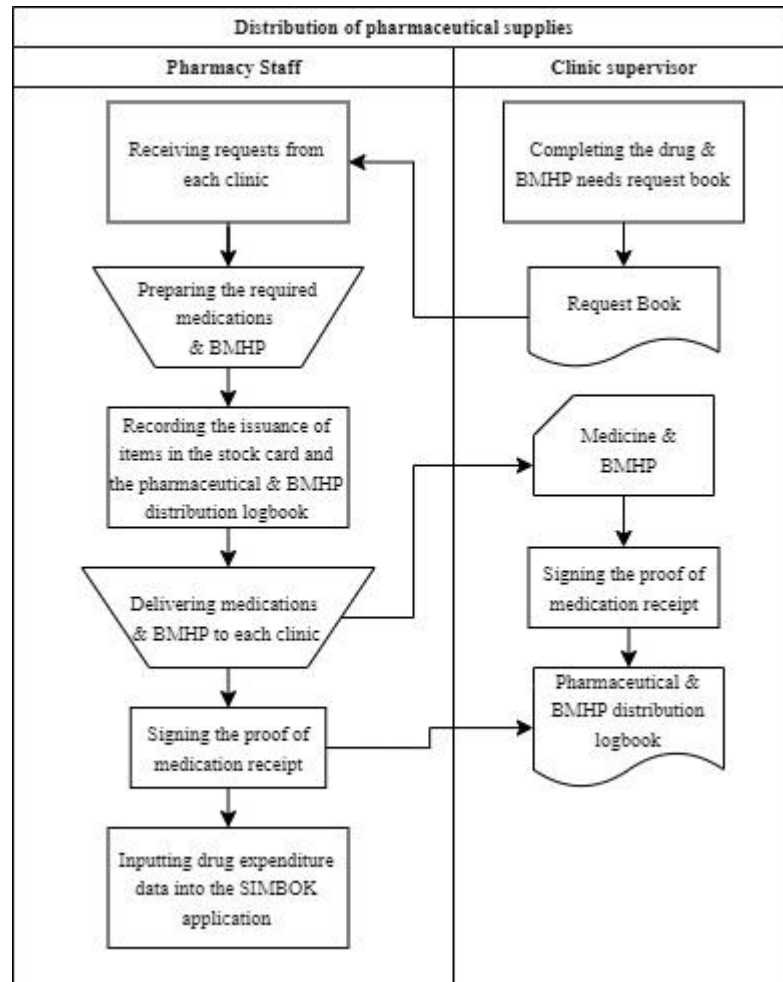 Distribution of pharmaceutical supplies
Pharmacy Staff
Clinic supervisor
Receiving requests from
each clinic
Completing the drug &
BMHP needs request book
Preparing the required
medications
& BMHP
Request Book
Recording the issuance of
items in the stock card and
the pharmaceutical & BMHP
distribution logbook
Medicine &
BMHP
Delivering medications
& BMHP to each clinic
Signing the proof of
medication receipt
Signing the proof of
medication receipt
Pharmaceutical &
BMHP distribution
logbook
Inputting drug expenditure
data into the SIMBOK
application